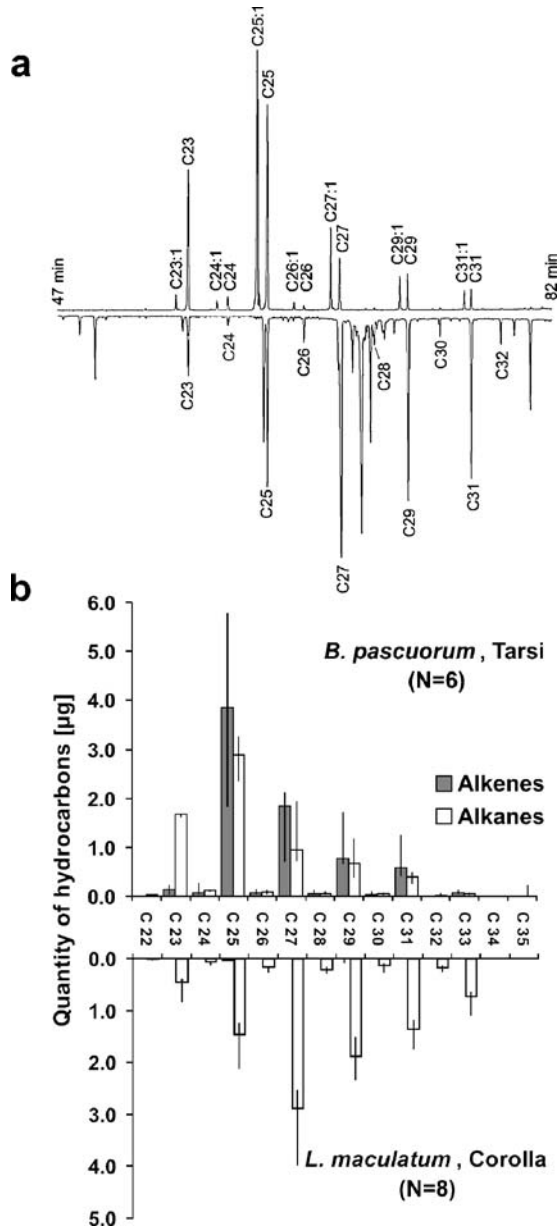 a
C25:1
C25
C23
C27:1
C27
C23:1
C24:1
C24
C26:1
C26
C29:1
C29
C31:1
C31
47 min
82 min
C23
C24
C25
C26
C27
C28
C29
C30
C31
C32
b
Quantity of hydrocarbons [µg]
6.0
5.0
4.0
3.0
2.0
1.0
0.0
B. pascuorum , Tarsi
(N=6)
Alkenes
Alkanes
C 22
C 23
C 24
C 25
C 26
C 27
C 28
C 29
C 30
C 31
C 32
C 33
C 34
C 35
0.0
1.0
2.0
3.0
4.0
5.0
L. maculatum , Corolla
(N=8)